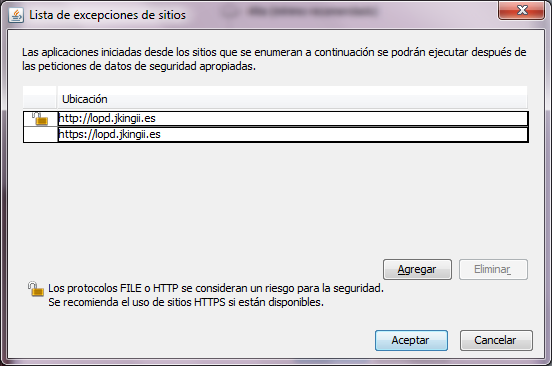 Lista de excepciones de sitios
Las aplicaciones iniciadas desde los sitios que se enumeran a continuación se podrán ejecutar después de
las peticiones de datos de seguridad apropiadas.
Ubicación
http://lopd.jkingii.es
https://lopd.jkingii.es
Agregar
Eliminar
Los protocolos FILE o HTTP se consideran un riesgo para la seguridad.
Se recomienda el uso de sitios HTTPS si están disponibles.
Aceptar
Cancelar